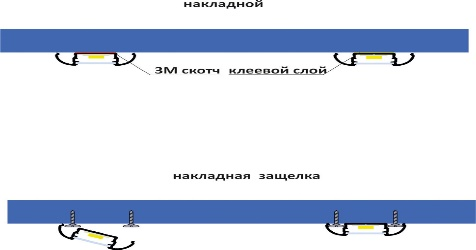 накладной
3М скотч клеевой слой
накладная защелка